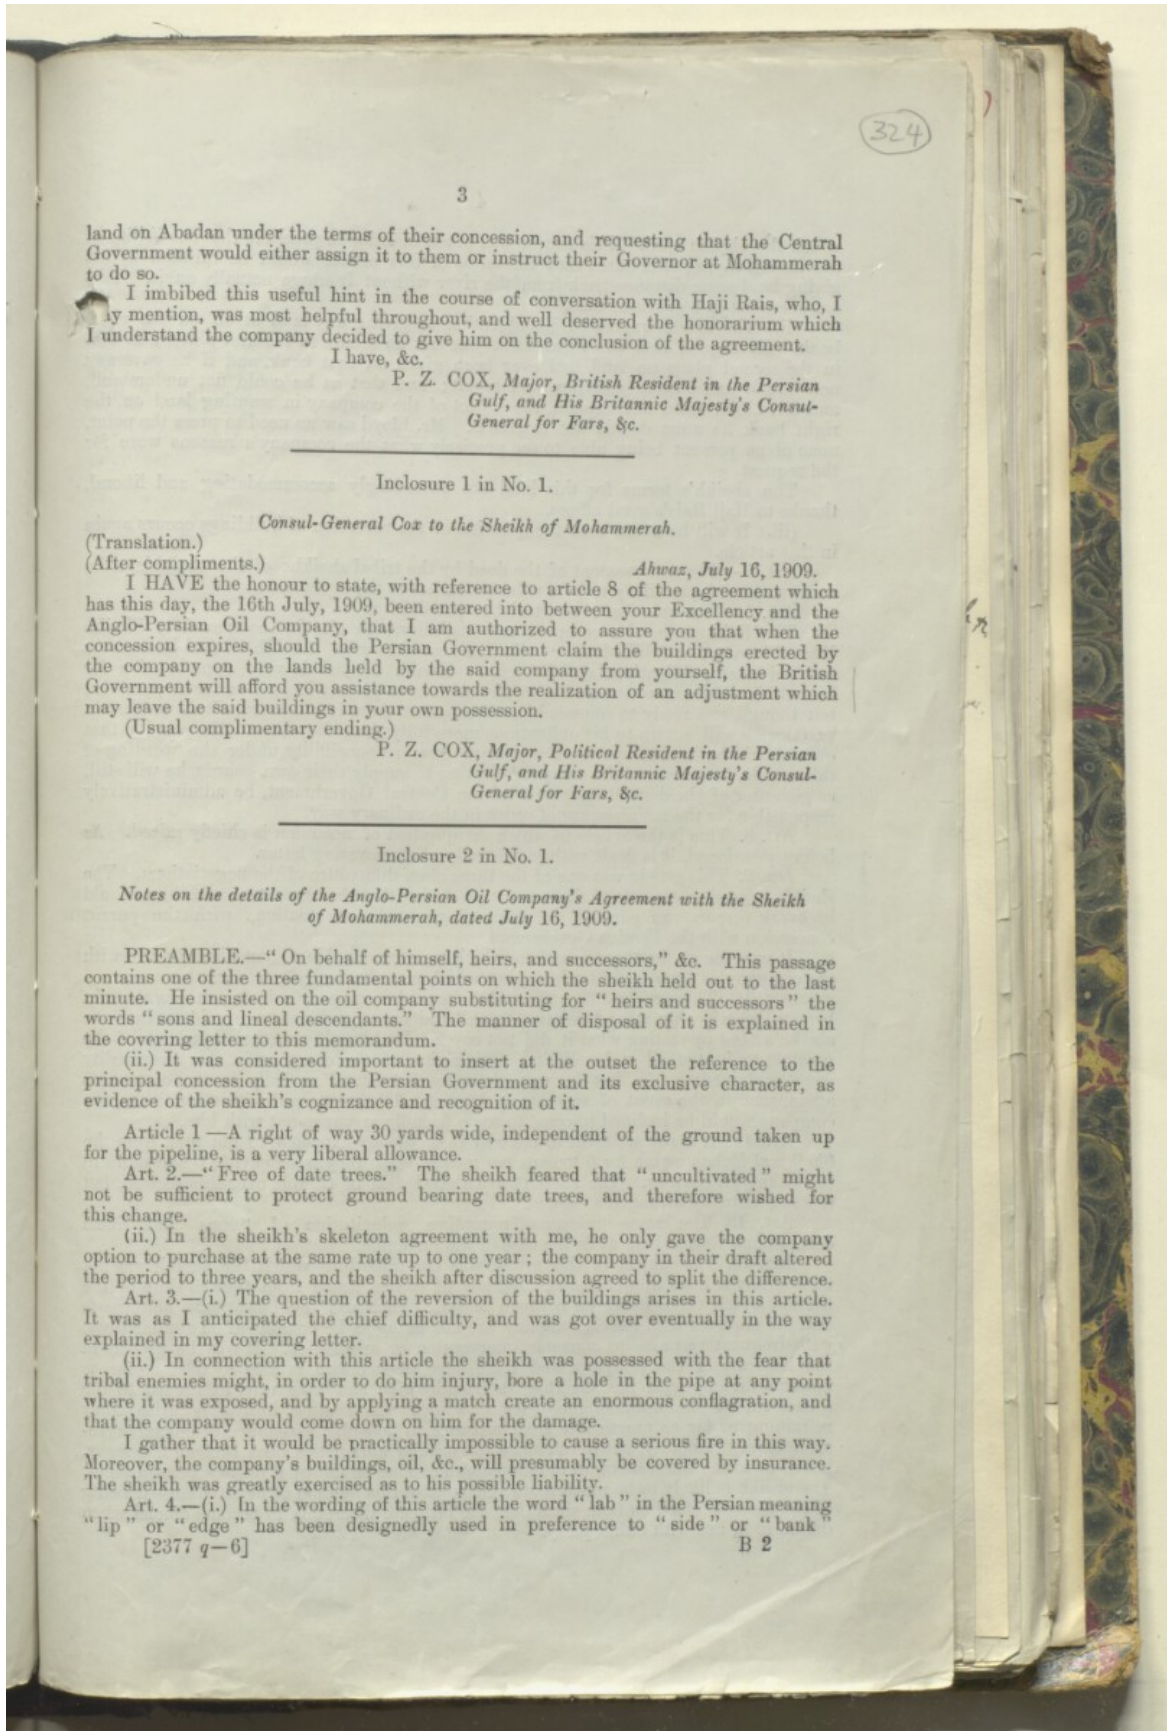 324
3
land on Abadan under the terms of their concession, and requesting that the Central
Government would either assign it to them or instruct their Governor at Mohammerah
to do so.
I imbibed this useful hint in the course of conversation with Haji Rais, who, I
ay mention, was most helpful throughout, and well deserved the honorarium which
I understand the company decided to give him on the conclusion of the agreement.
I have, &c.
P. Z. COX, Major, British Resident in the Persian
Gulf, and His Britannic Majesty's Consul-
General for Fars, &c.
Inclosure 1 in No. 1.
Consul-General Cox to the Sheikh of Mohammerah.
(Translation.)
(After compliments.) Ahwaz, July 16, 1909.
I HAVE the honour to state, with reference to article 8 of the agreement which
has this day, the 16th July, 1909, been entered into between your Excellency and the
Anglo-Persian Oil Company, that I am authorized to assure you that when the
concession expires, should the Persian Government claim the buildings erected by
the company on the lands held by the said company from yourself, the British
Government will afford you assistance towards the realization of an adjustment which
may leave the said buildings in your own possession.
(Usual complimentary ending.)
P. Z. COX, Major, Political Resident in the Persian
Gulf, and His Britannic Majesty's Consul-
General for Fars, &c.
Inclosure 2 in No. 1.
Notes on the details of the Anglo-Persian Oil Company's Agreement with the Sheikh
of Mohammerah, dated July 16, 1909.
PREAMBLE.—“ On behalf of himself, heirs, and successors,” &c. This passage
contains one of the three fundamental points on which the sheikh held out to the last
minute. He insisted on the oil company substituting for “ heirs and successors ” the
words “ sons and lineal descendants.” The manner of disposal of it is explained in
the covering letter to this memorandum.
(ii.) It was considered important to insert at the outset the reference to the
principal concession from the Persian Government and its exclusive character, as
evidence of the sheikh's cognizance and recognition of it.
Article 1 —A right of way 30 yards wide, independent of the ground taken up
for the pipeline, is a very liberal allowance.
Art. 2.—“ Free of date trees.” The sheikh feared that “ uncultivated ” might
not be sufficient to protect ground bearing date trees, and therefore wished for
this change.
(ii.) In the sheikh's skeleton agreement with me, he only gave the company
option to purchase at the same rate up to one year ; the company in their draft altered
the period to three years, and the sheikh after discussion agreed to split the difference.
Art. 3.—(i.) The question of the reversion of the buildings arises in this article.
It was as I anticipated the chief difficulty, and was got over eventually in the way
explained in my covering letter.
(ii.) In connection with this article the sheikh was possessed with the fear that
tribal enemies might, in order to do him injury, bore a hole in the pipe at any point
where it was exposed, and by applying a match create an enormous conflagration, and
that the company would come down on him for the damage.
I gather that it would be practically impossible to cause a serious fire in this way.
Moreover, the company's buildings, oil, &c., will presumably be covered by insurance.
The sheikh was greatly exercised as to his possible liability.
Art. 4.—(i.) In the wording of this article the word “ lab ” in the Persian meaning
“ lip ” or “ edge ” has been designedly used in preference to “ side ” or “ bank ”
[2377 q—6] B 2